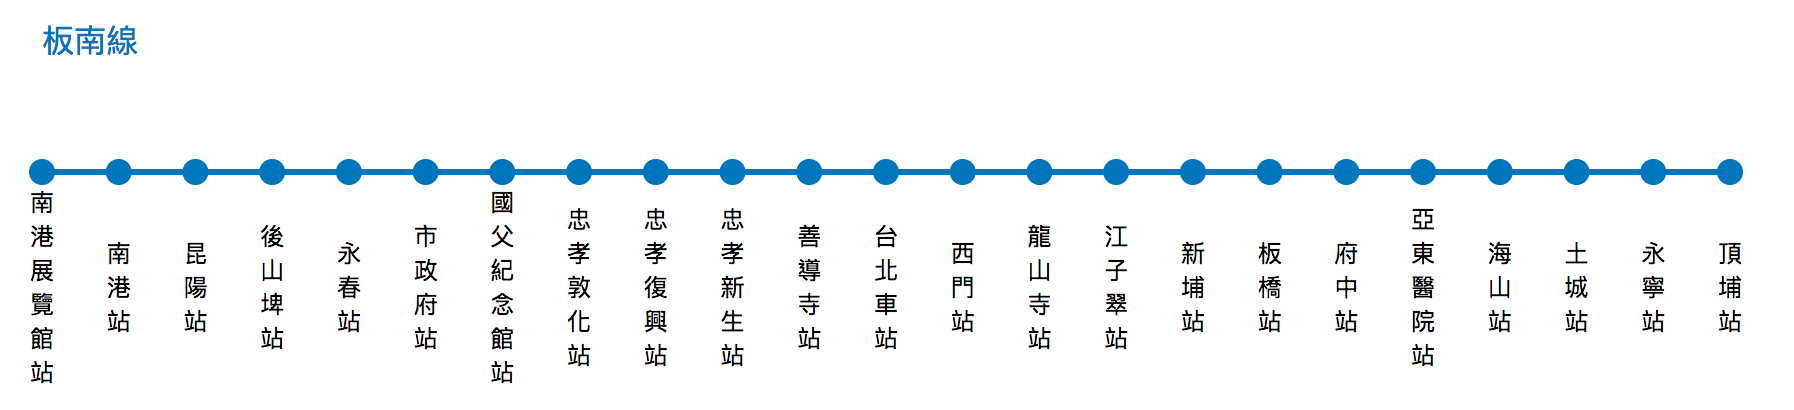 板南線
南港展覽館站
南港站
昆陽站
後山埤站
永春站
市政府站
國父紀念館站
忠孝敦化站
忠孝復興站
忠孝新生站
善導寺站
台北車站
西門站
龍山寺站
江子翠站
新埔站
板橋站
府中站
亞東醫院站
海山站
土城站
永寧站
頂埔站